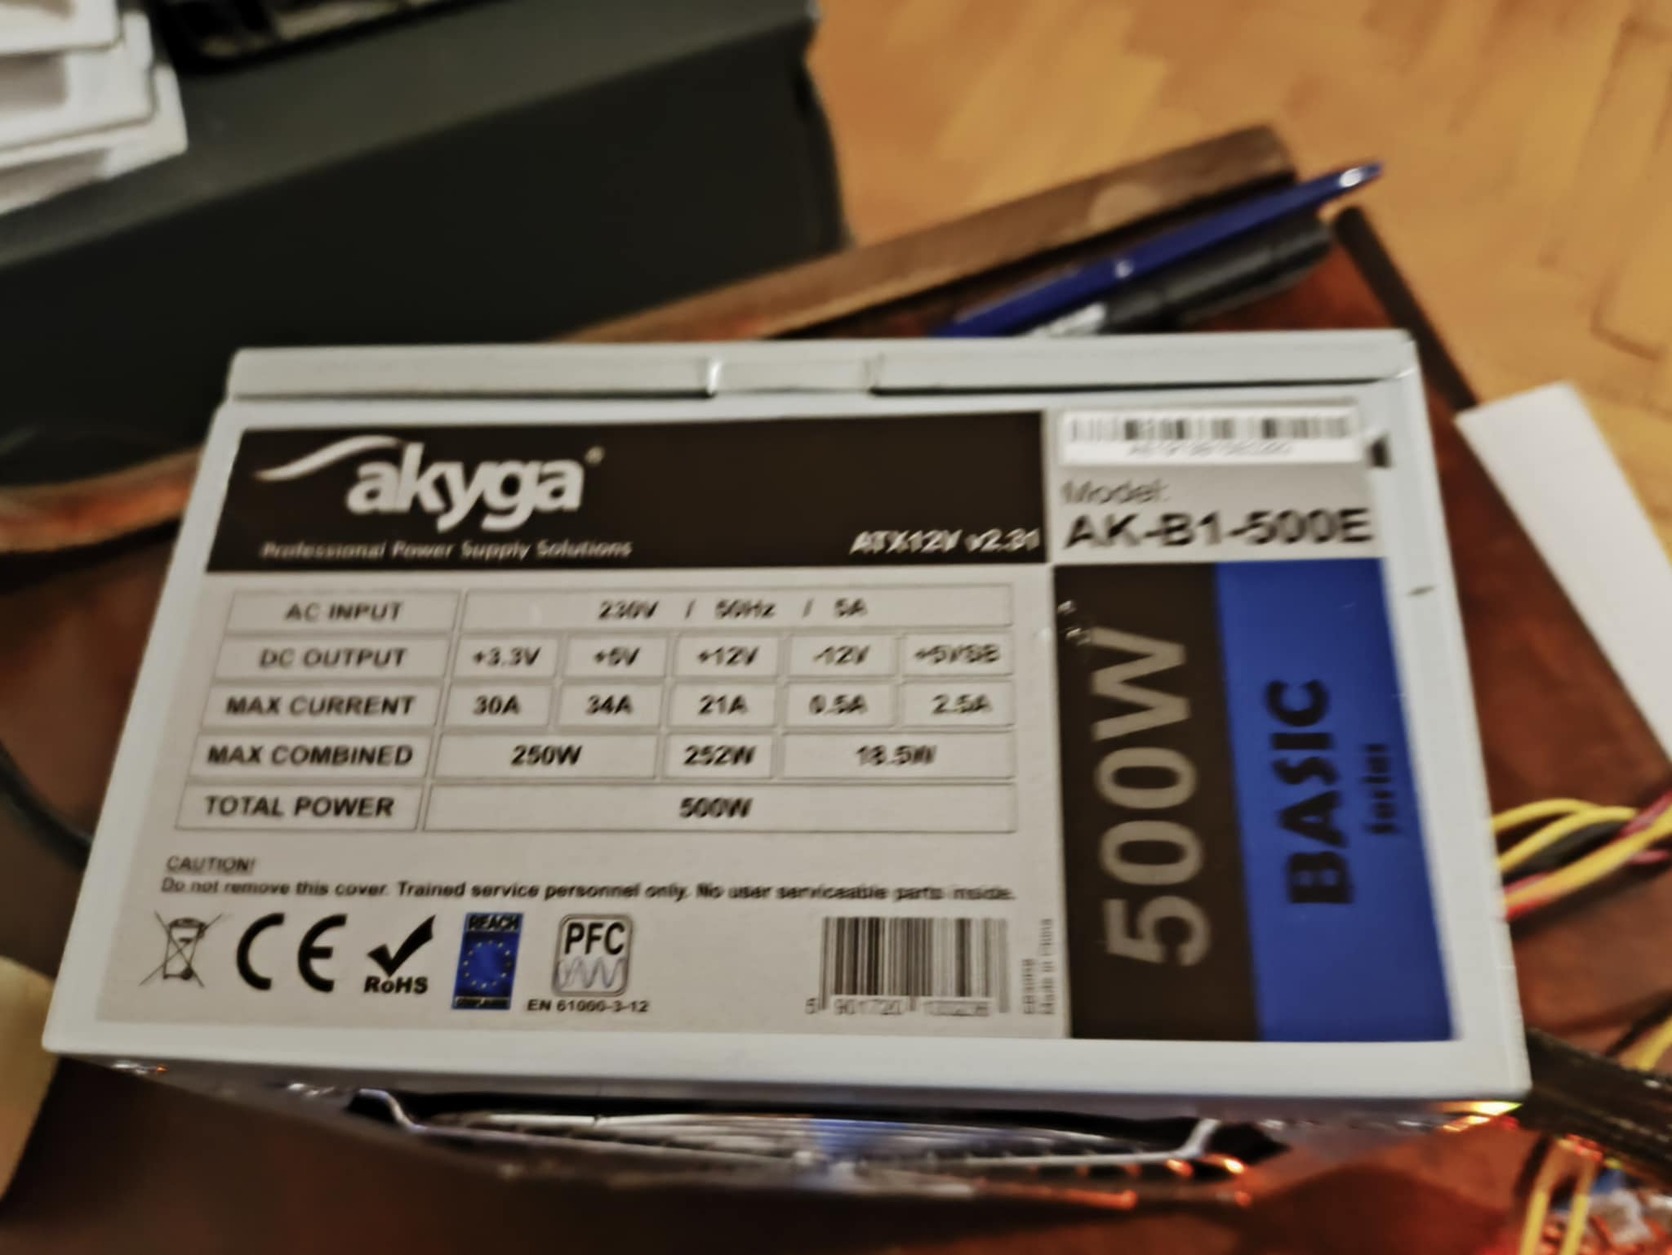 akyga®
Professional Power Supply Solutions
ATX12V v2.31
Model:
AK-B1-500E
AC INPUT 230V / 50Hz / 5A
DC OUTPUT +3.3V +5V +12V -12V +5VSB
MAX CURRENT 30A 34A 21A 0.5A 2.5A
MAX COMBINED 250W 252W 18.5W
TOTAL POWER 500W
CAUTION!
Do not remove this cover. Trained service personnel only. No user serviceable parts inside.
CE
RoHS
REACH
PFC
EN 61000-3-12
500W
BASIC
Series